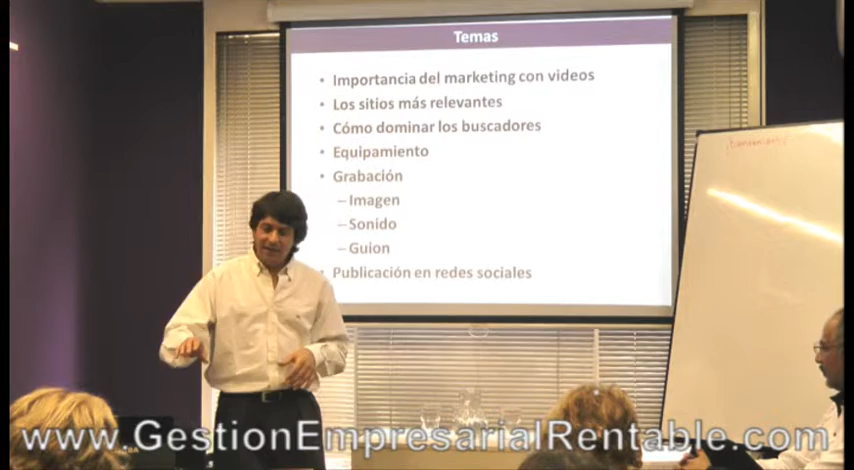 Temas
• Importancia del marketing con videos
• Los sitios más relevantes
• Cómo dominar los buscadores
• Equipamiento
• Grabación
– Imagen
– Sonido
– Guion
• Publicación en redes sociales
www.GestionEmpresarialRentable.com